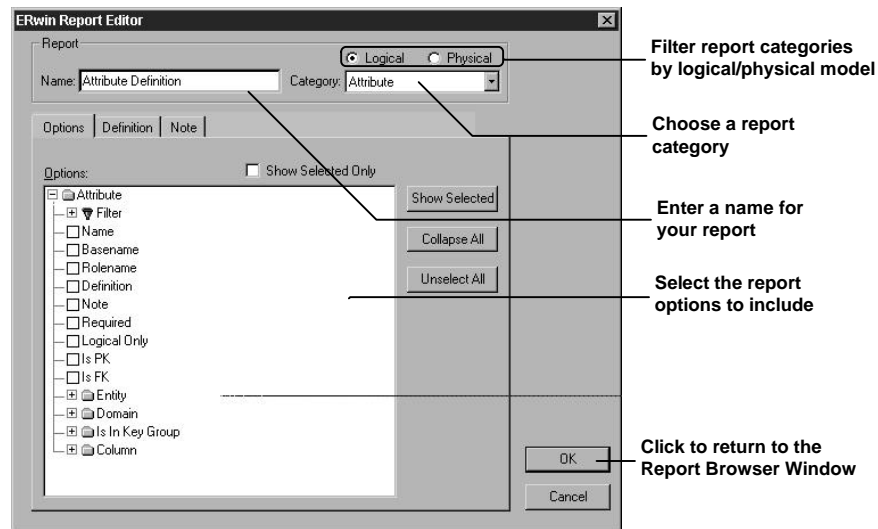 ERwin Report Editor
Report
Logical Physical
Name: Attribute Definition Category: Attribute
Options Definition Note
Options: Show Selected Only
Attribute
Filter
Name
Basename
Rolename
Definition
Note
Required
Logical Only
Is PK
Is FK
Entity
Domain
Is In Key Group
Column
Show Selected
Collapse All
Unselect All
OK
Cancel
Filter report categories
by logical/physical model
Choose a report
category
Enter a name for
your report
Select the report
options to include
Click to return to the
Report Browser Window